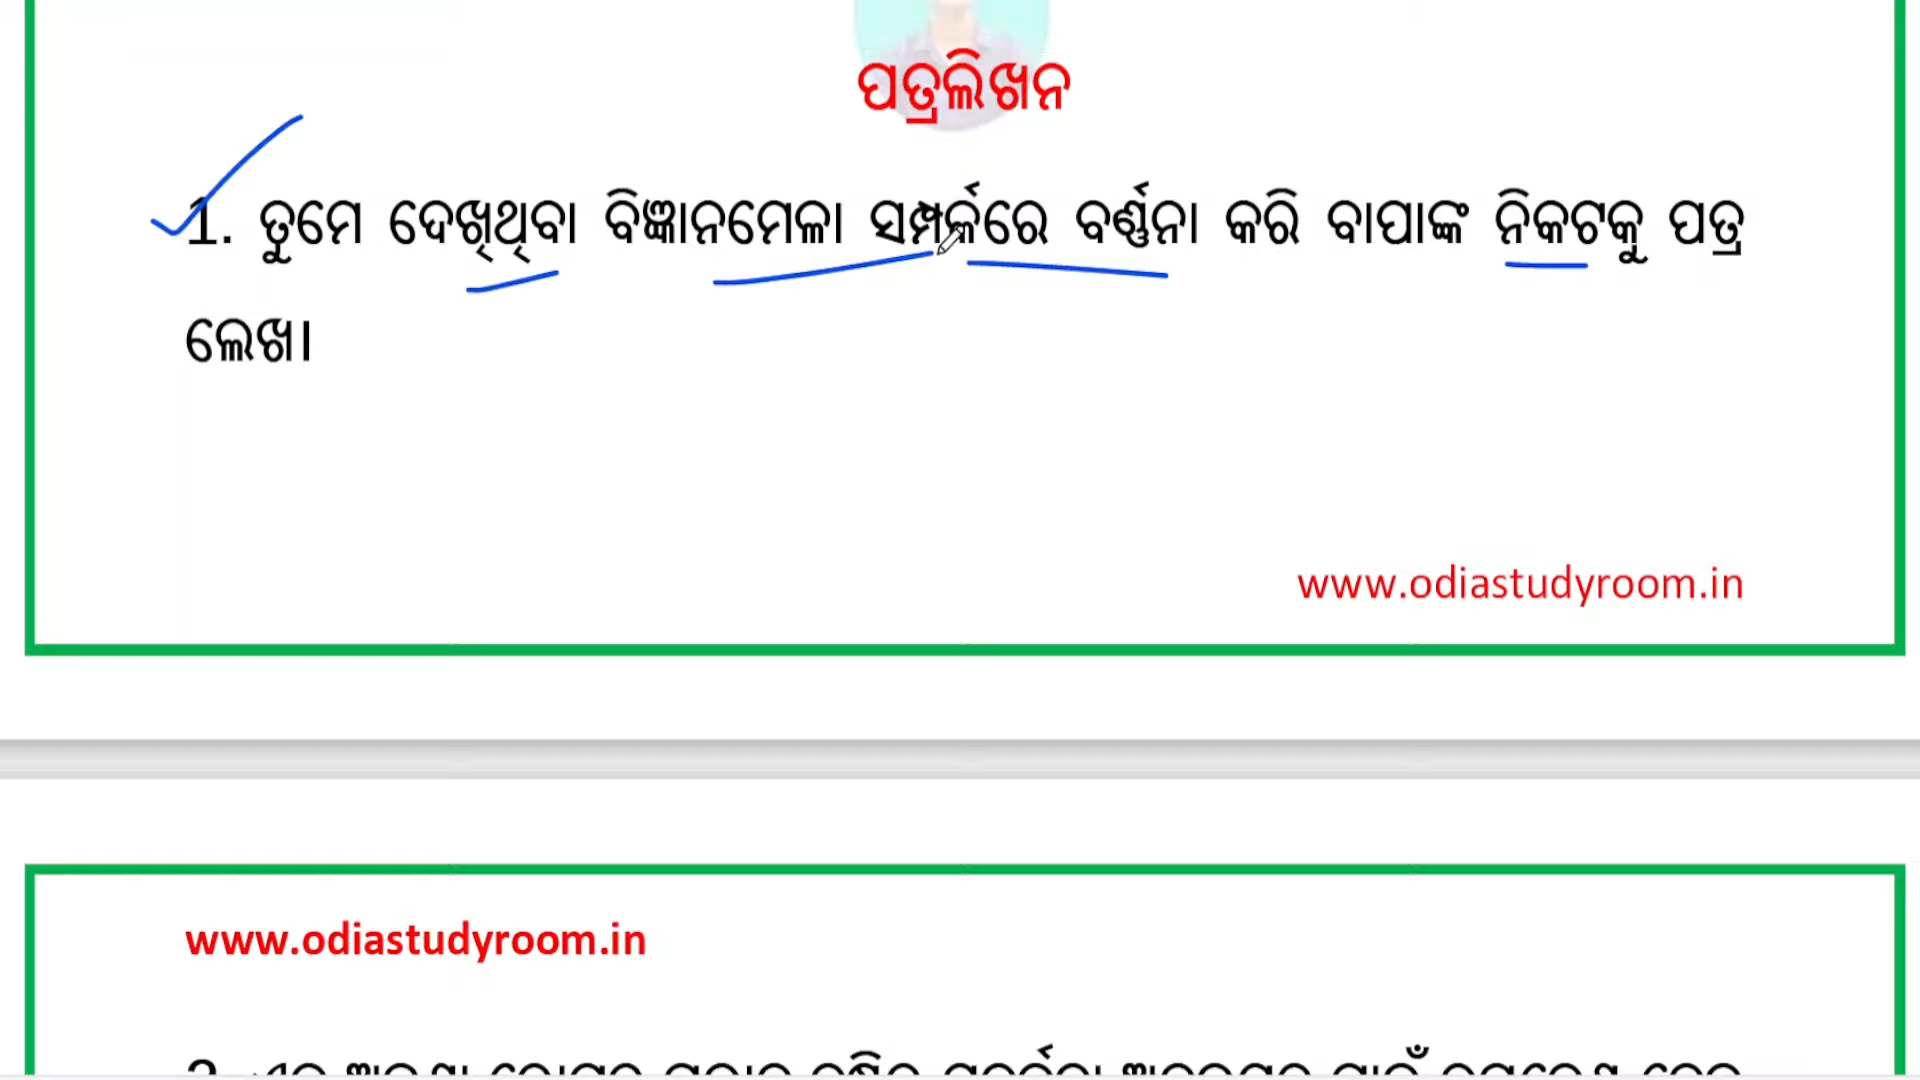 ପତ୍ରଲିଖନ
1. ତୁମେ ଦେଖିଥିବା ବିଜ୍ଞାନମେଳା ସମ୍ପର୍କରେ ବର୍ଣ୍ଣନା କରି ବାପାଙ୍କ ନିକଟକୁ ପତ୍ର
ଲେଖ।
www.odiastudyroom.in
www.odiastudyroom.in